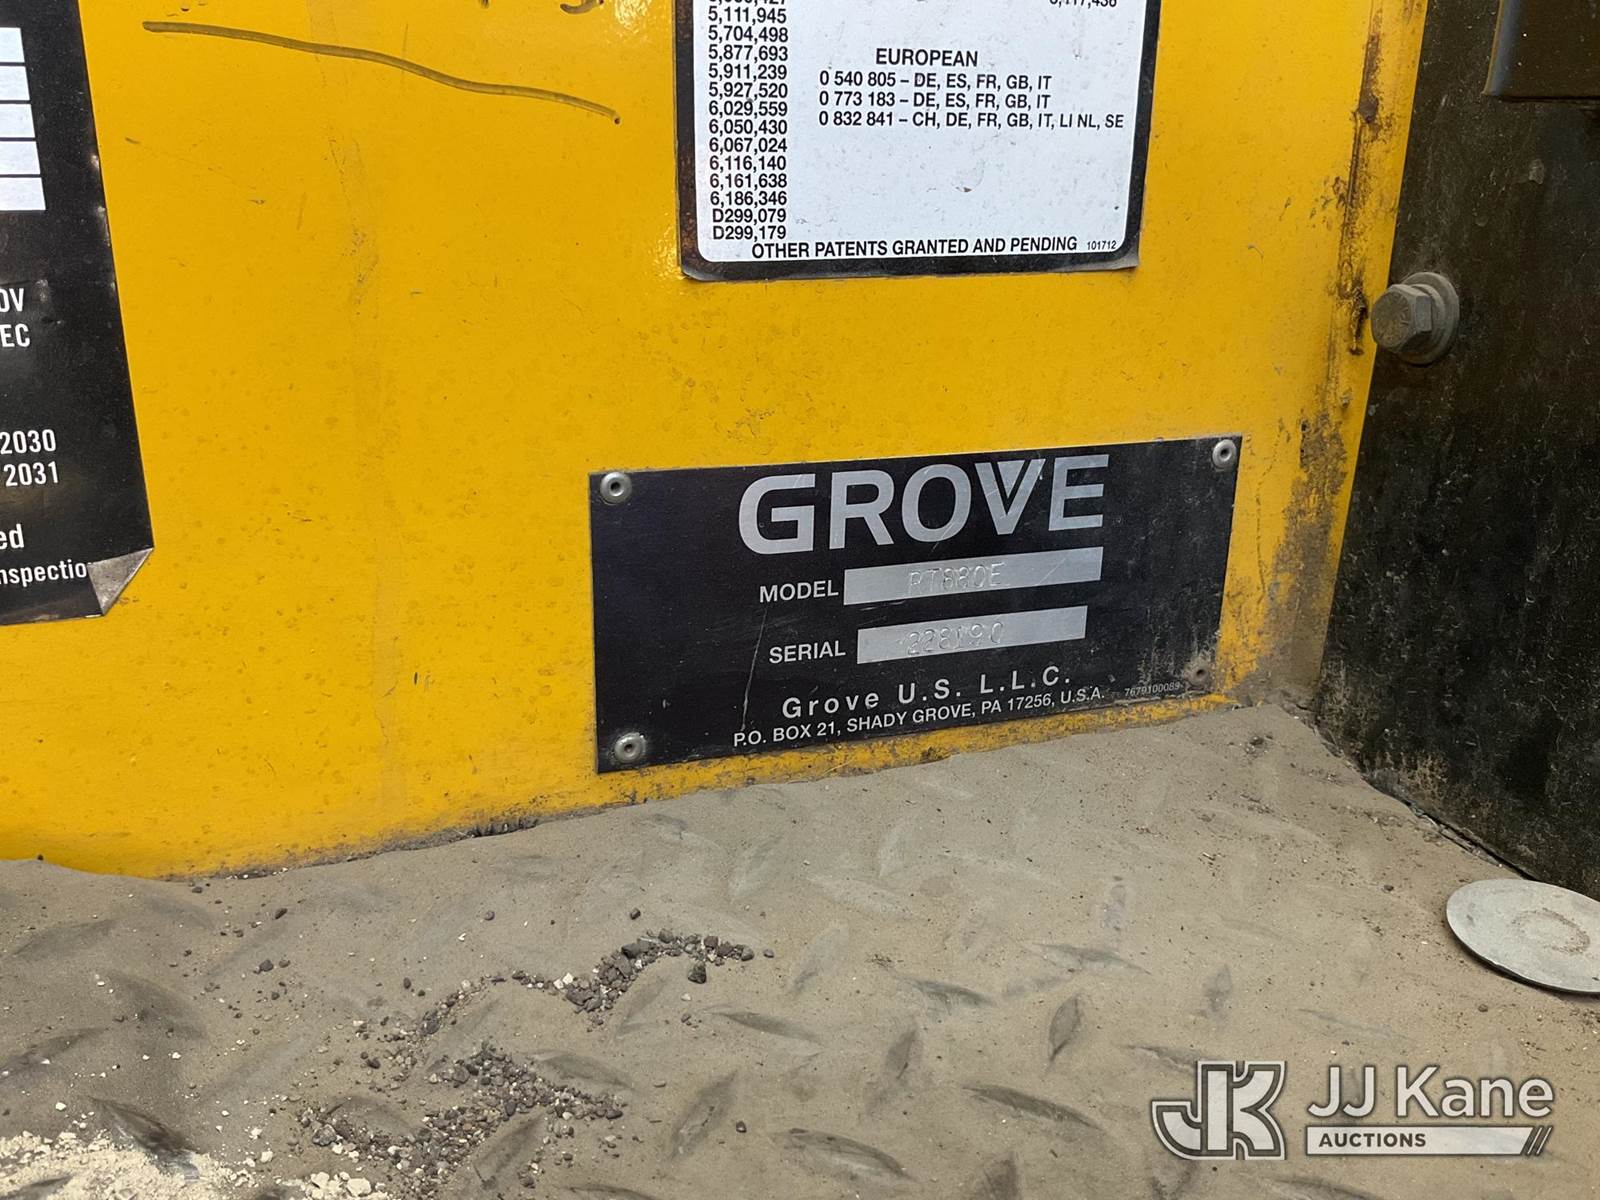 5,111,945
5,704,498
5,877,693
5,911,239
5,927,520
6,029,559
6,050,430
6,067,024
6,116,140
6,161,638
6,186,346
D299,079
D299,179
EUROPEAN
0 540 805 – DE, ES, FR, GB, IT
0 773 183 – DE, ES, FR, GB, IT
0 832 841 – CH, DE, FR, GB, IT, LI NL, SE
OTHER PATENTS GRANTED AND PENDING 101712
OV
EC
2030
2031
ed
nspectio
GROVE
MODEL RT880E
SERIAL 228190
Grove U.S. L.L.C.
P.O. BOX 21, SHADY GROVE, PA 17256, U.S.A. 7679100089
JK JJ Kane
AUCTIONS